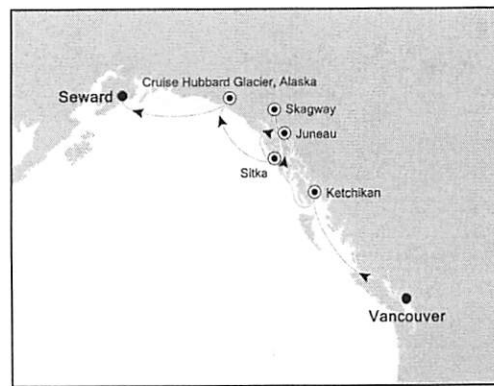 Cruise Hubbard Glacier, Alaska
Seward
Skagway
Juneau
Sitka
Ketchikan
Vancouver